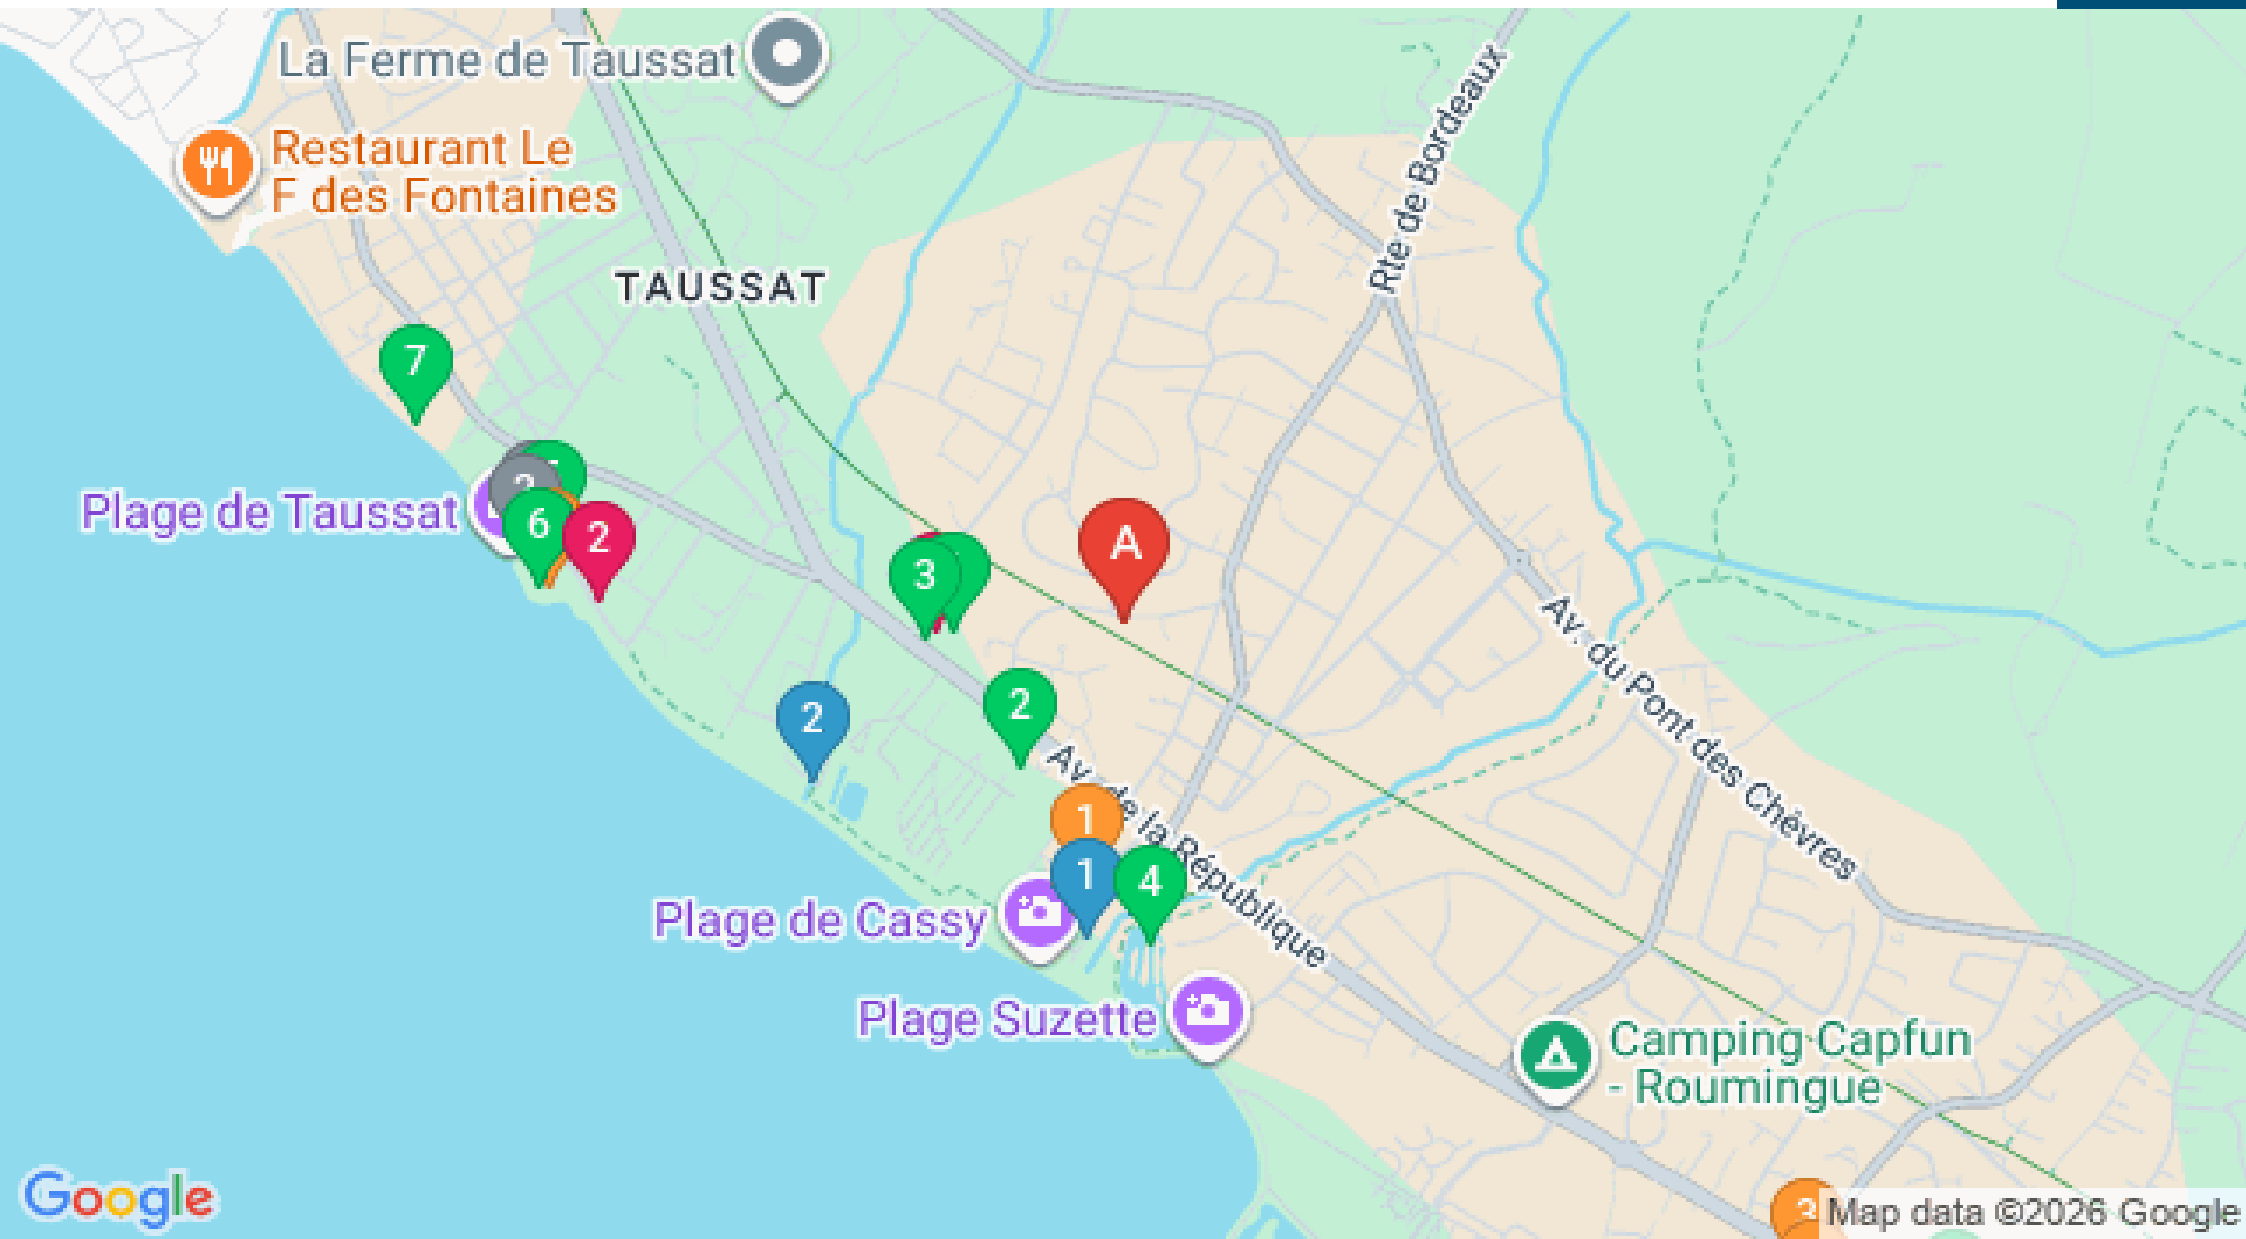 La Ferme de Taussat
Restaurant Le
F des Fontaines
Rte de Bordeaux
TAUSSAT
7
Plage de Taussat
6
2
3
A
2
2
Av. du Pont des Chèvres
Av. de la République
1
1
4
Plage de Cassy
Plage Suzette
Camping Capfun
- Roumingue
Google
Map data ©2026 Google